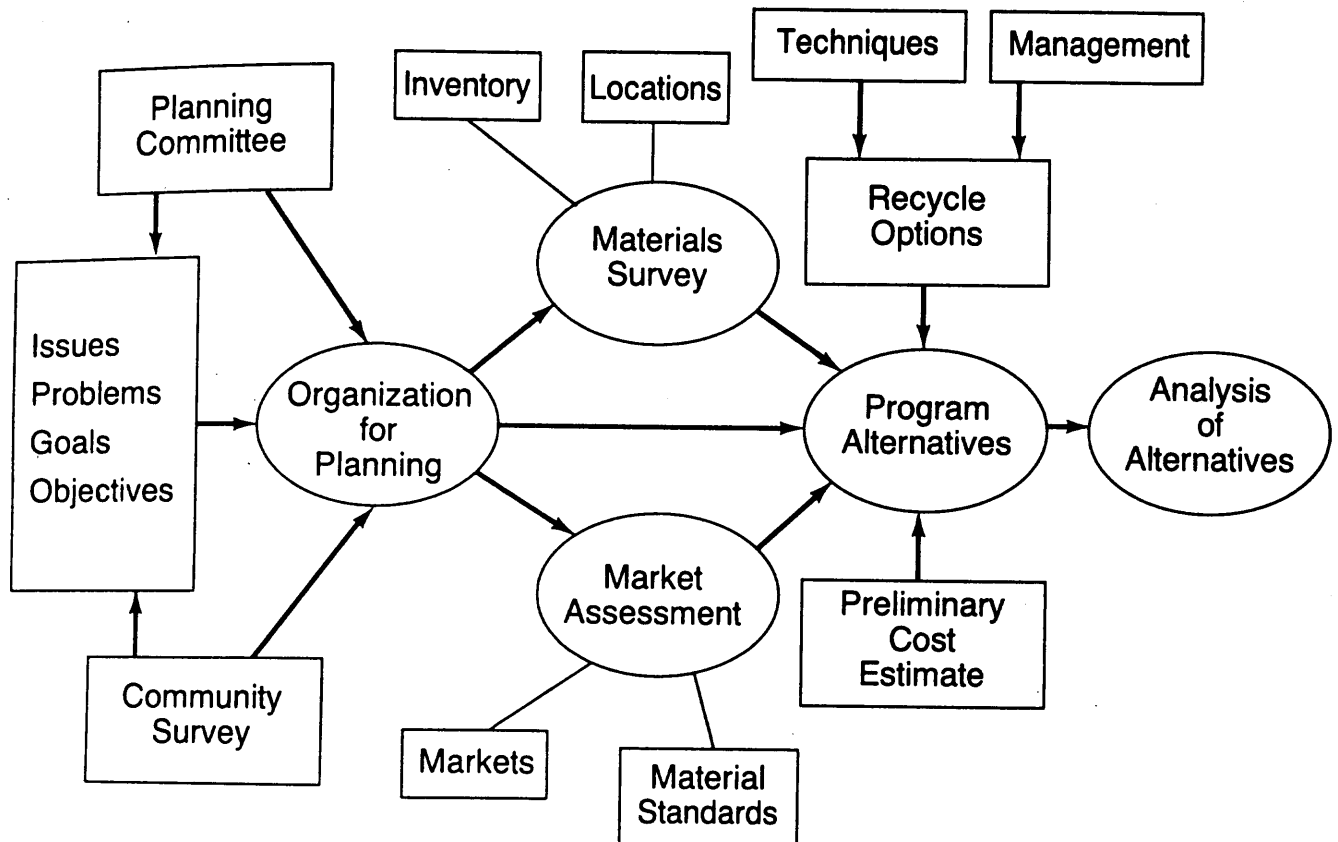 Techniques
Management
Inventory
Locations
Planning
Committee
Recycle
Options
Materials
Survey
Issues
Problems
Goals
Objectives
Organization
for
Planning
Program
Alternatives
Analysis
of
Alternatives
Market
Assessment
Preliminary
Cost
Estimate
Community
Survey
Markets
Material
Standards